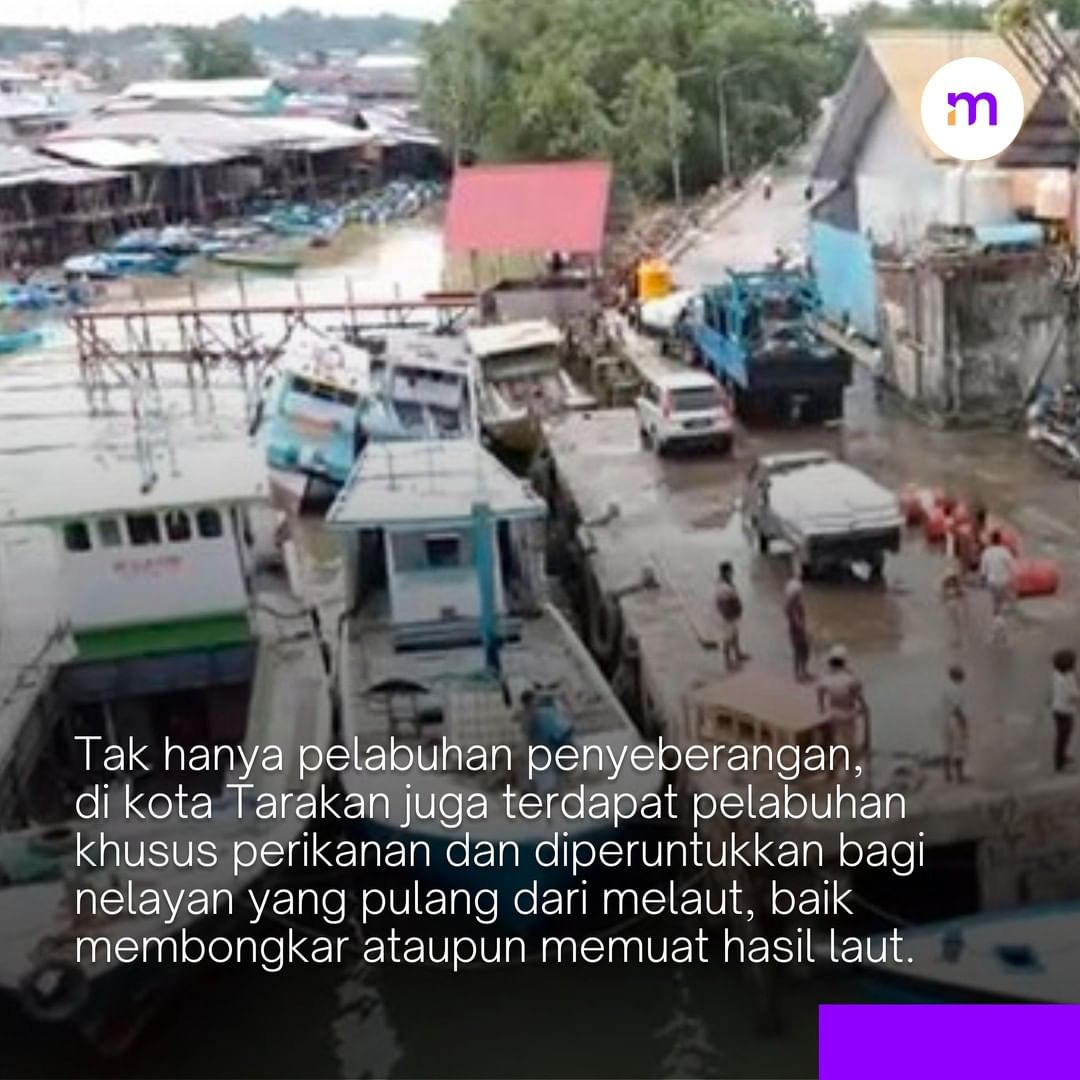 m
Tak hanya pelabuhan penyeberangan,
di kota Tarakan juga terdapat pelabuhan
khusus perikanan dan diperuntukkan bagi
nelayan yang pulang dari melaut, baik
membongkar ataupun memuat hasil laut.